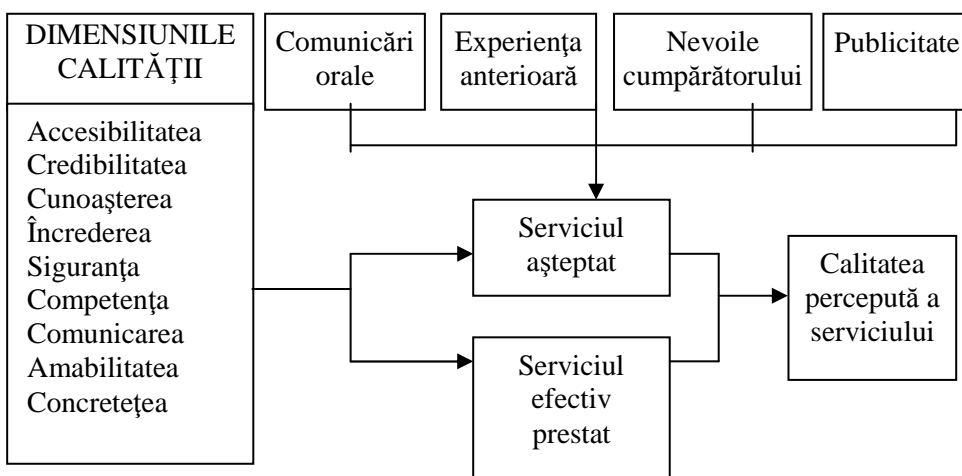 DIMENSIUNILE
CALITĂŢII
Accesibilitatea
Credibilitatea
Cunoaşterea
Încrederea
Siguranţa
Competenţa
Comunicarea
Amabilitatea
Concreteţea
Comunicări
orale
Experienţa
anterioară
Nevoile
cumpărătorului
Publicitate
Serviciul
aşteptat
Serviciul
efectiv
prestat
Calitatea
percepută a
serviciului